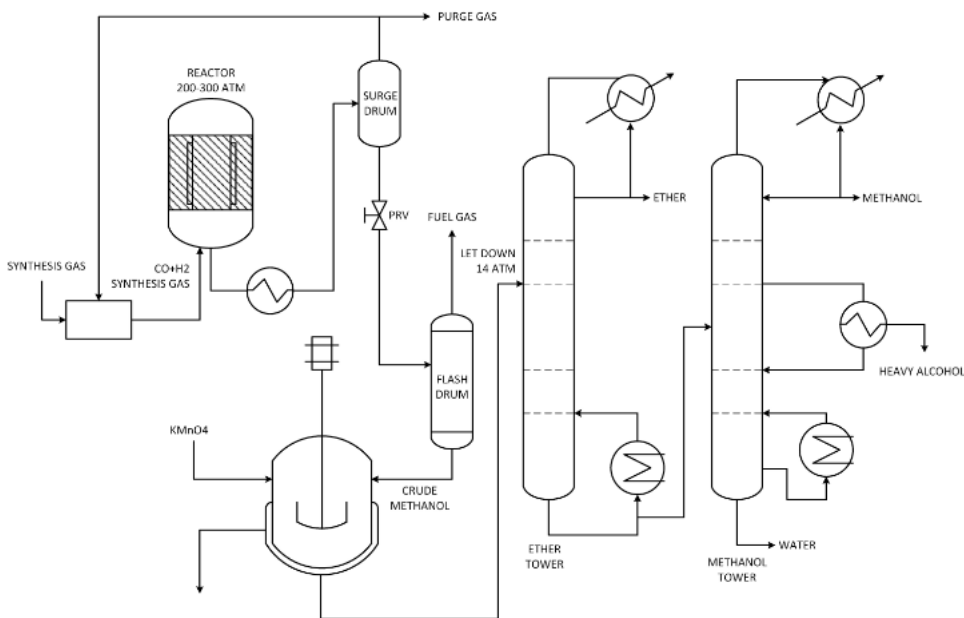 PURGE GAS
REACTOR
200-300 ATM
SURGE
DRUM
PRV
FUEL GAS
SYNTHESIS GAS
CO+H2
SYNTHESIS GAS
LET DOWN
14 ATM
ETHER
METHANOL
HEAVY ALCOHOL
FLASH
DRUM
KMnO4
CRUDE
METHANOL
ETHER
TOWER
METHANOL
TOWER
WATER